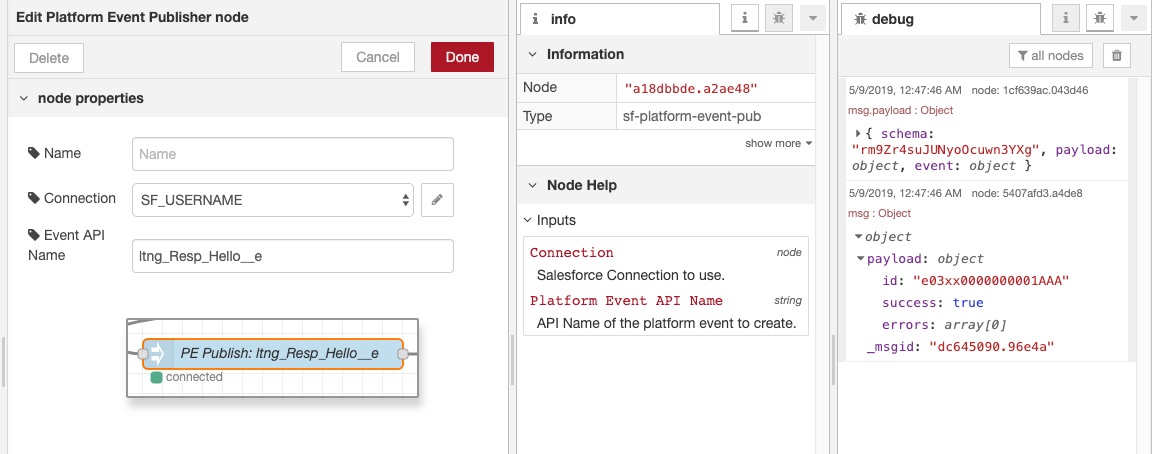 Edit Platform Event Publisher node
Delete
Cancel
Done
node properties
Name
Name
Connection
SF_USERNAME
Event API
Name
ltng_Resp_Hello__e
PE Publish: ltng_Resp_Hello__e
connected
info
Information
Node
"a18dbbde.a2ae48"
Type
sf-platform-event-pub
show more
Node Help
Inputs
Connection
node
Salesforce Connection to use.
Platform Event API Name
string
API Name of the platform event to create.
debug
all nodes
5/9/2019, 12:47:46 AM node: 1cf639ac.043d46
msg.payload : Object
{ schema:
"rm9Zr4suJUNyoOcuwn3YXg", payload:
object, event: object }
5/9/2019, 12:47:46 AM node: 5407afd3.a4de8
msg : Object
object
payload: object
id: "e03xx0000000001AAA"
success: true
errors: array[0]
_msgid: "dc645090.96e4a"